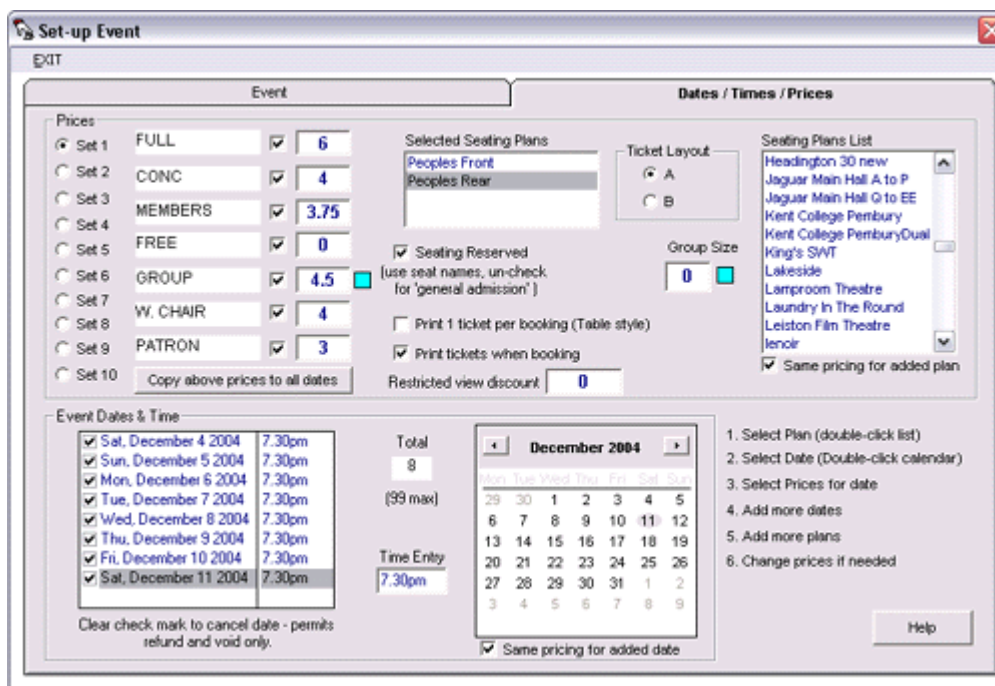 Set-up Event
EXIT
Event
Dates / Times / Prices
Prices
Set 1
Set 2
Set 3
Set 4
Set 5
Set 6
Set 7
Set 8
Set 9
Set 10
FULL 6
CONC 4
MEMBERS 3.75
FREE 0
GROUP 4.5
W. CHAIR 4
PATRON 3
Copy above prices to all dates
Selected Seating Plans
Peoples Front
Peoples Rear
Ticket Layout
A
B
Seating Reserved
(use seat names, un-check
for 'general admission' )
Group Size
0
Print 1 ticket per booking (Table style)
Print tickets when booking
Restricted view discount 0
Seating Plans List
Headington 30 new
Jaguar Main Hall A to P
Jaguar Main Hall Q to EE
Kent College Pembury
Kent College PemburyDual
King's SWT
Lakeside
Lamproom Theatre
Laundry In The Round
Leiston Film Theatre
lenoir
Same pricing for added plan
Event Dates & Time
Sat, December 4 2004 7.30pm
Sun, December 5 2004 7.30pm
Mon, December 6 2004 7.30pm
Tue, December 7 2004 7.30pm
Wed, December 8 2004 7.30pm
Thu, December 9 2004 7.30pm
Fri, December 10 2004 7.30pm
Sat, December 11 2004 7.30pm
Clear check mark to cancel date - permits
refund and void only.
Total
8
(99 max)
Time Entry
7.30pm
December 2004
Mon Tue Wed Thu Fri Sat Sun
29 30 1 2 3 4 5
6 7 8 9 10 11 12
13 14 15 16 17 18 19
20 21 22 23 24 25 26
27 28 29 30 31 1 2
3 4 5 6 7 8 9
Same pricing for added date
1. Select Plan (double-click list)
2. Select Date (Double-click calendar)
3. Select Prices for date
4. Add more dates
5. Add more plans
6. Change prices if needed
Help